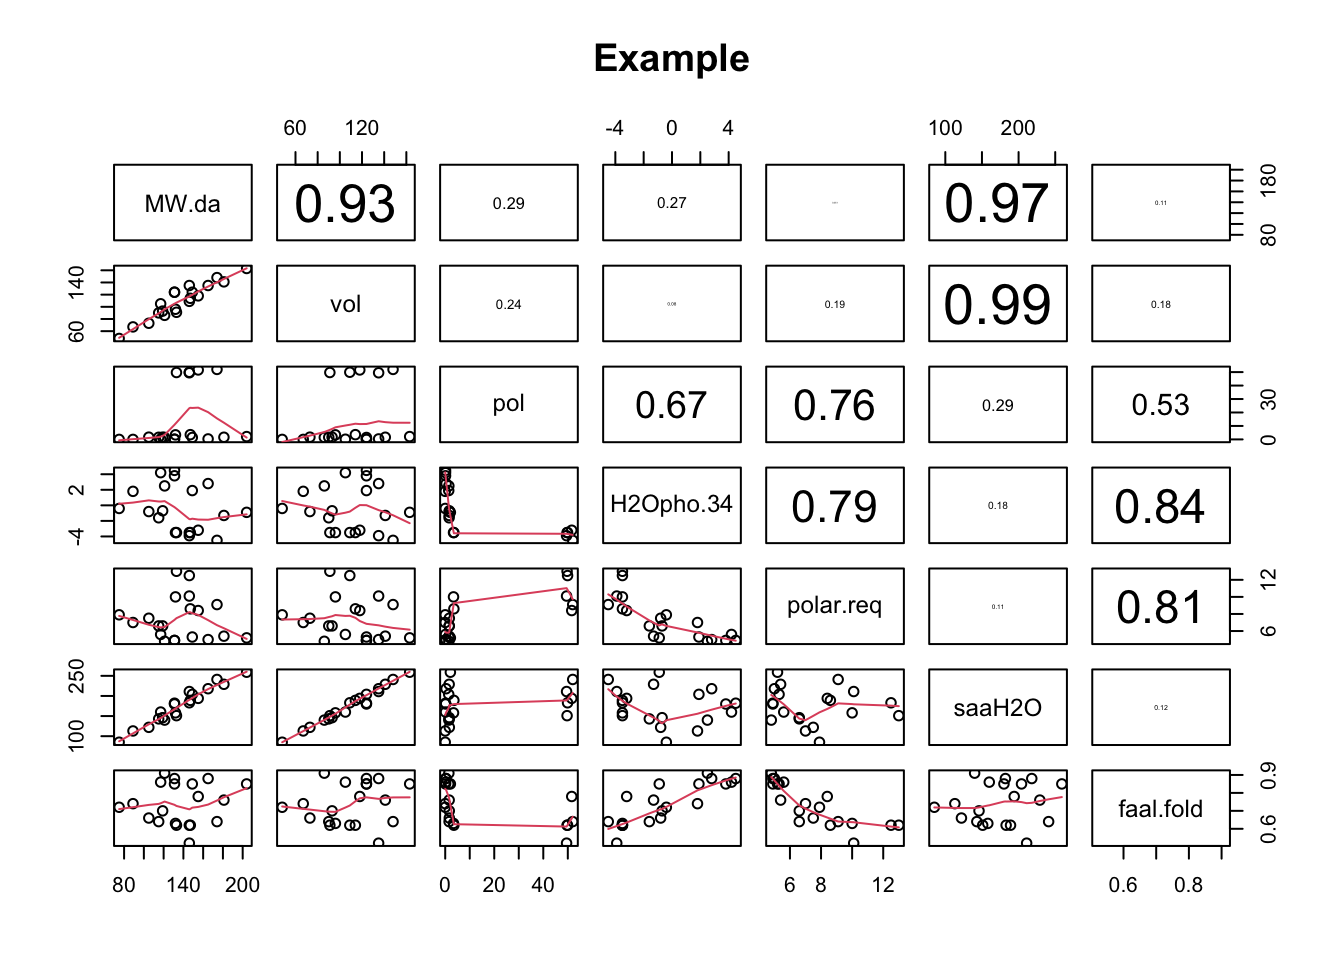 Example
60 120 -4 0 4 100 200
MW.da 0.93 0.29 0.27 0.97 0.11 80 180
60 140 vol 0.24 0.19 0.99 0.18
pol 0.67 0.76 0.29 0.53 0 30
-4 2 H2Opho.34 0.79 0.18 0.84
polar.req 0.11 0.81 6 12
100 250 saaH2O 0.12
faal.fold 0.6 0.9
80 140 200 0 20 40 6 8 12 0.6 0.8